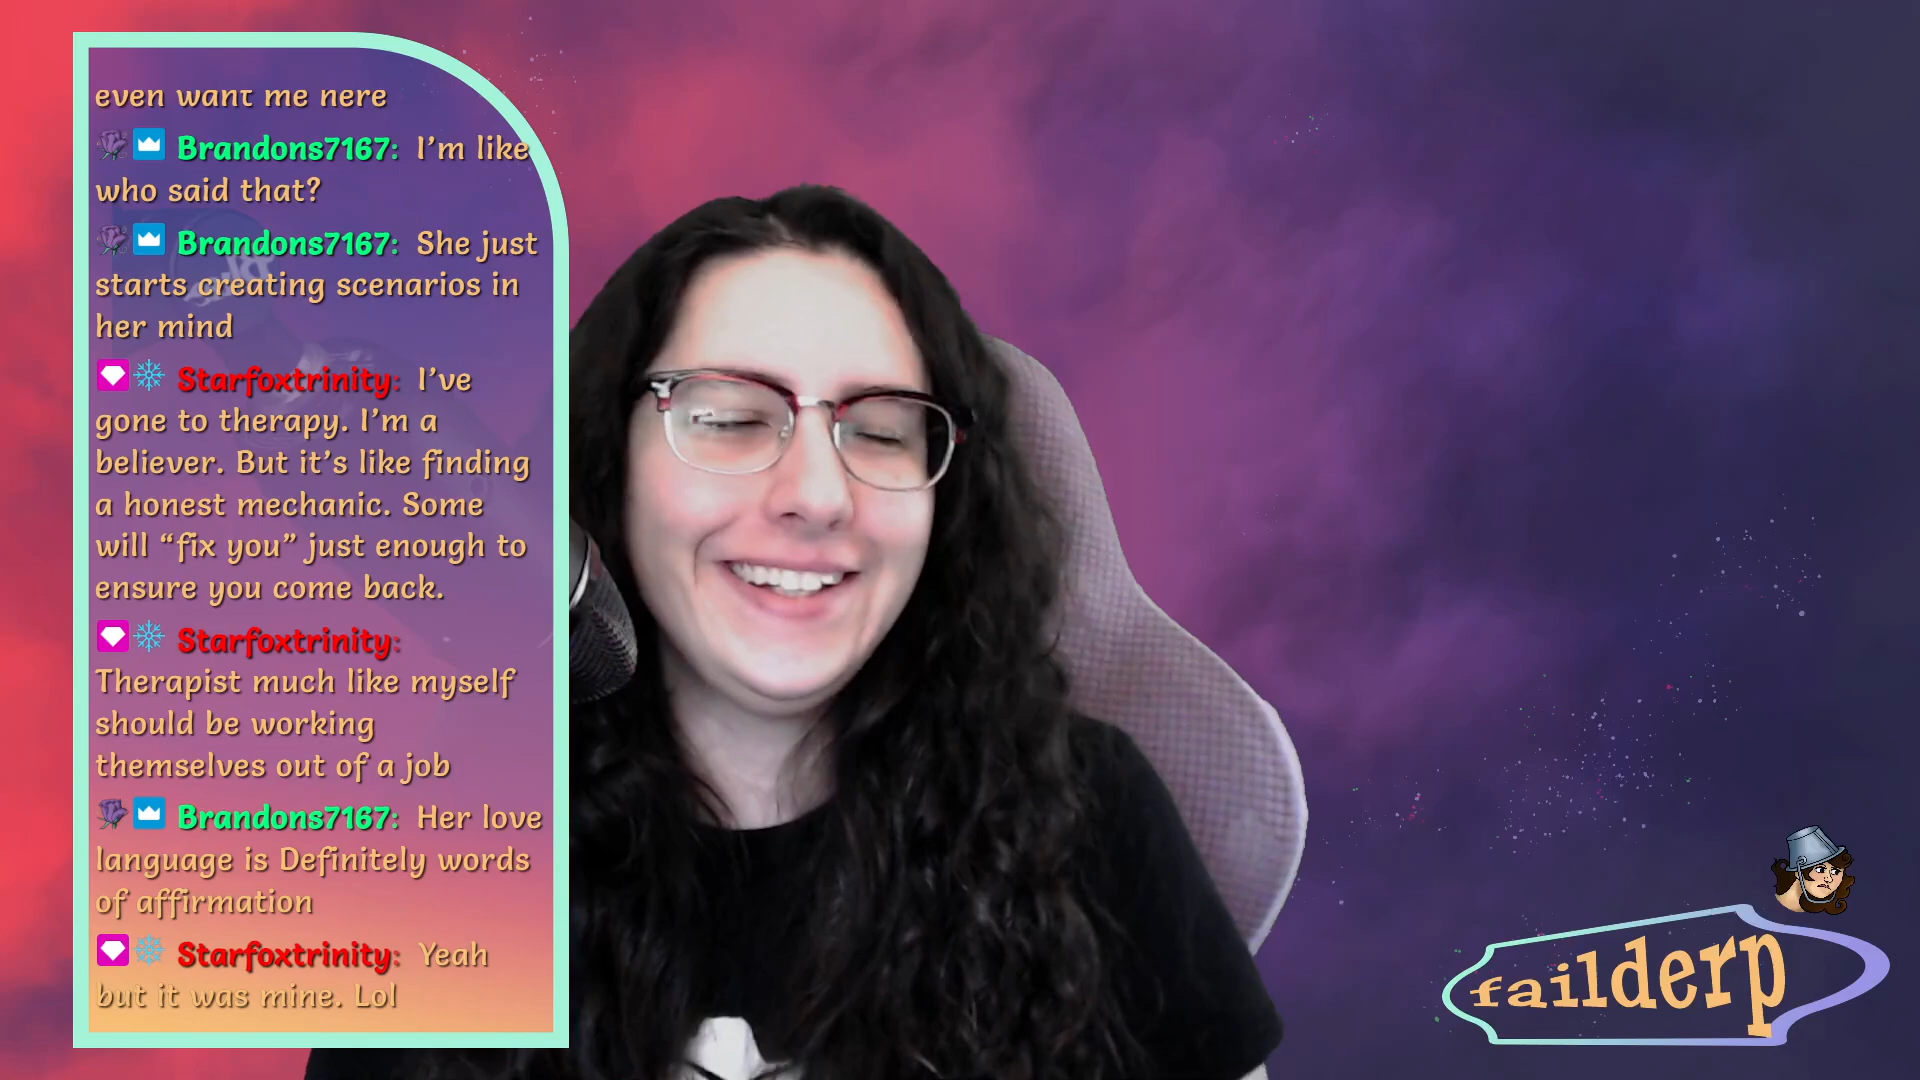 even want me here
Brandons7167: I’m like
who said that?
Brandons7167: She just
starts creating scenarios in
her mind
Starfoxtrinity: I’ve
gone to therapy. I’m a
believer. But it’s like finding
a honest mechanic. Some
will “fix you” just enough to
ensure you come back.
Starfoxtrinity:
Therapist much like myself
should be working
themselves out of a job
Brandons7167: Her love
language is Definitely words
of affirmation
Starfoxtrinity: Yeah
but it was mine. Lol
failderp